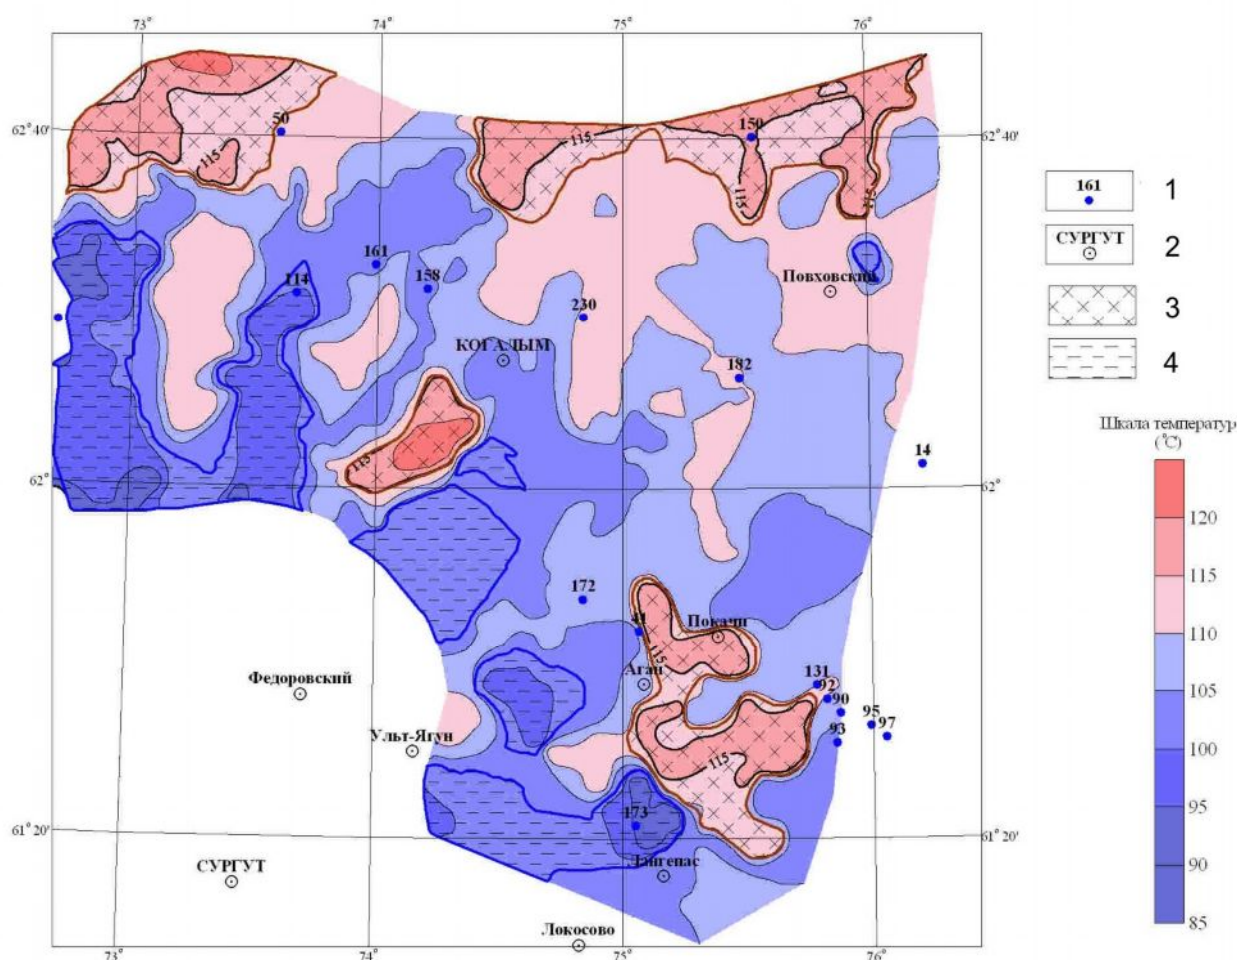 73° 74° 75° 76°
62° 40' 62° 40'
50
150
115
115
115
115
161
1
161
СУРГУТ
2
114
158
Повховский
3
230
КОГАЛЫМ
4
182
Шкала температур
(°C)
14
115
62° 62°
120
172
115
41
Покачи
110
115
Аган
131
Федоровский
92
105
90
95
Ульт-Ягун
97
93
100
115
95
173
61° 20' 61° 20'
90
СУРГУТ
Лангепас
85
Локосово
73° 74° 75° 76°